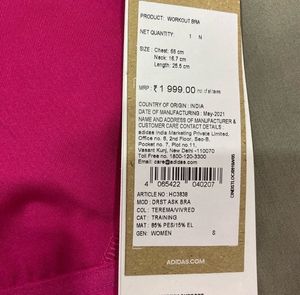 PRODUCT: WORKOUT BRA
NET QUANTITY: 1 N
SIZE : Chest: 66 cm
Neck: 16.7 cm
Length: 26.5 cm
MRP : ₹ 1 999.00 Incl. of all taxes
COUNTRY OF ORIGIN : INDIA
DATE OF MANUFACTURING : May-2021
NAME AND ADDRESS OF MANUFACTURER &
CUSTOMER CARE CONTACT DETAILS :
adidas India Marketing Private Limited.
Office No. 6, 2nd Floor, Sec-B,
Pocket no. 7, Plot no.11,
Vasant Kunj, New Delhi -110070
Toll Free no. 1800-120-3300
Email: care@adidas.com
4 065422 040207
ARTICLE : HC3838
MOD : DRST ASK BRA
COL : TEREMA/VIVRED
CAT : TRAINING
MAT : 85% PES/15% EL
GEN: WOMEN S
ADIDAS.COM